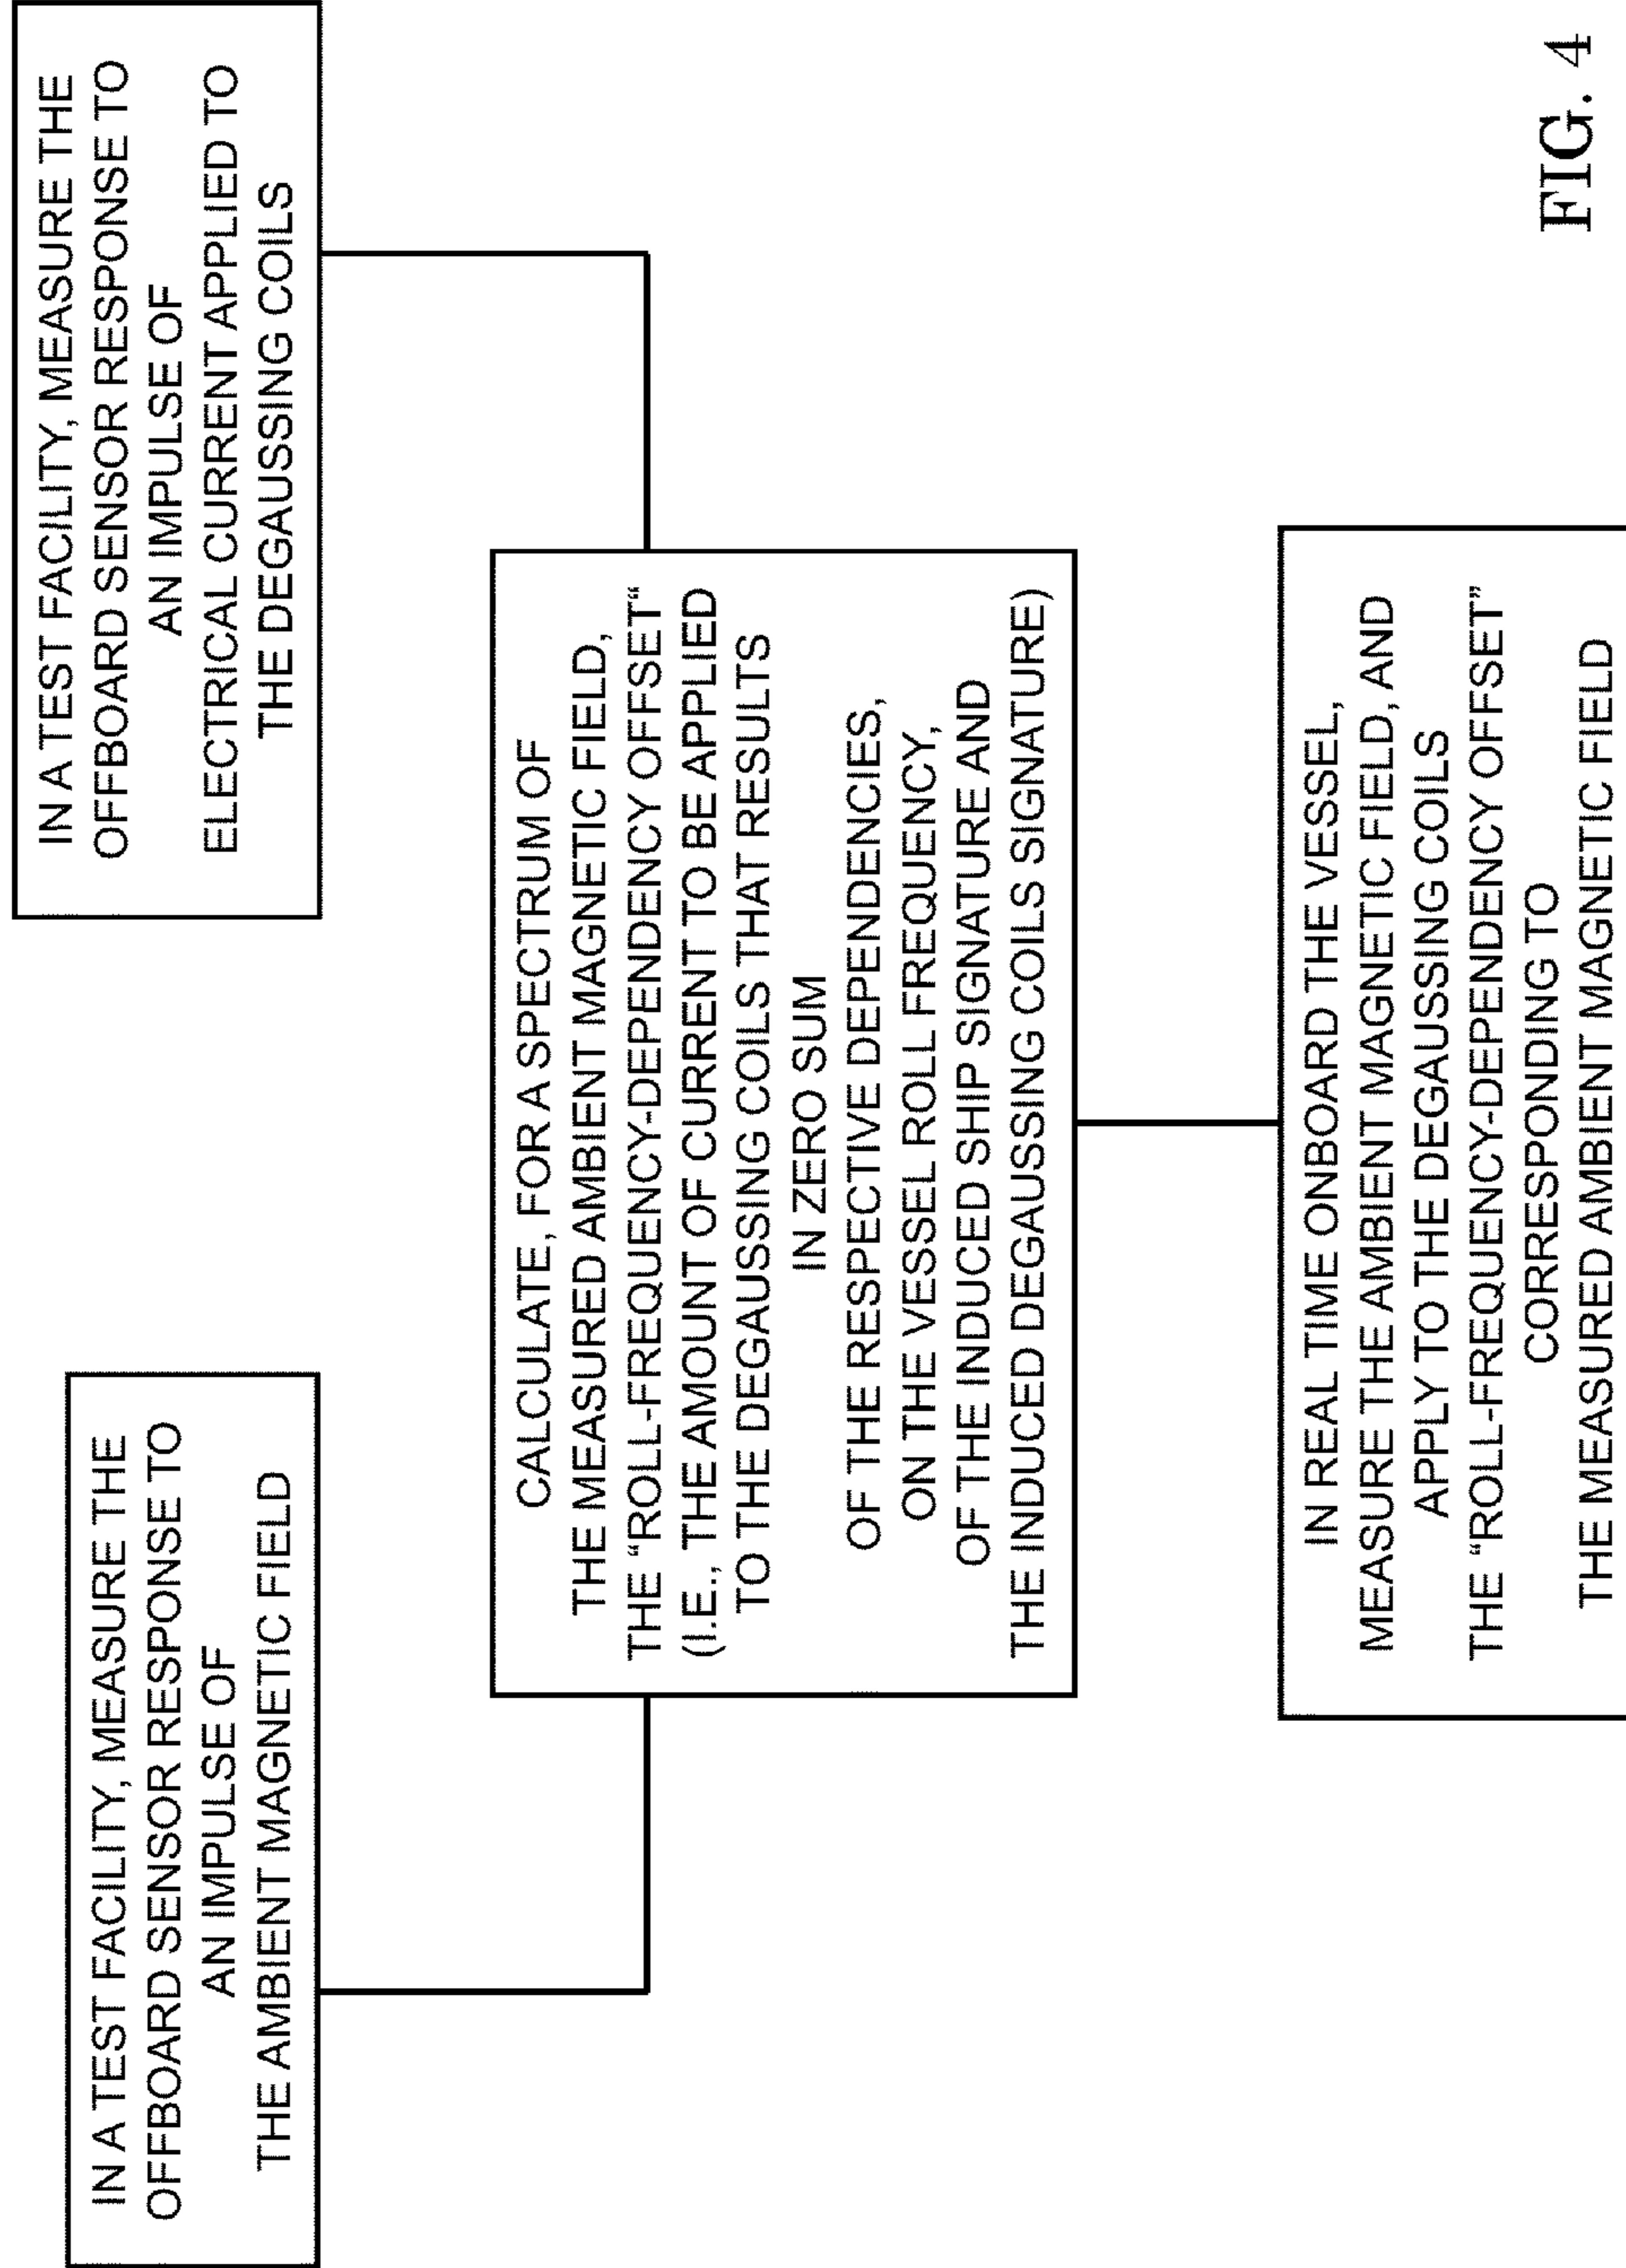 IN A TEST FACILITY, MEASURE THE
OFFBOARD SENSOR RESPONSE TO
AN IMPULSE OF
THE AMBIENT MAGNETIC FIELD
IN A TEST FACILITY, MEASURE THE
OFFBOARD SENSOR RESPONSE TO
AN IMPULSE OF
ELECTRICAL CURRENT APPLIED TO
THE DEGAUSSING COILS
CALCULATE, FOR A SPECTRUM OF
THE MEASURED AMBIENT MAGNETIC FIELD,
THE “ROLL-FREQUENCY-DEPENDENCY OFFSET“
(I.E., THE AMOUNT OF CURRENT TO BE APPLIED
TO THE DEGAUSSING COILS THAT RESULTS
IN ZERO SUM
OF THE RESPECTIVE DEPENDENCIES,
ON THE VESSEL ROLL FREQUENCY,
OF THE INDUCED SHIP SIGNATURE AND
THE INDUCED DEGAUSSING COILS SIGNATURE)
IN REAL TIME ONBOARD THE VESSEL,
MEASURE THE AMBIENT MAGNETIC FIELD, AND
APPLY TO THE DEGAUSSING COILS
THE “ROLL-FREQUENCY-DEPENDENCY OFFSET”
CORRESPONDING TO
THE MEASURED AMBIENT MAGNETIC FIELD
FIG. 4